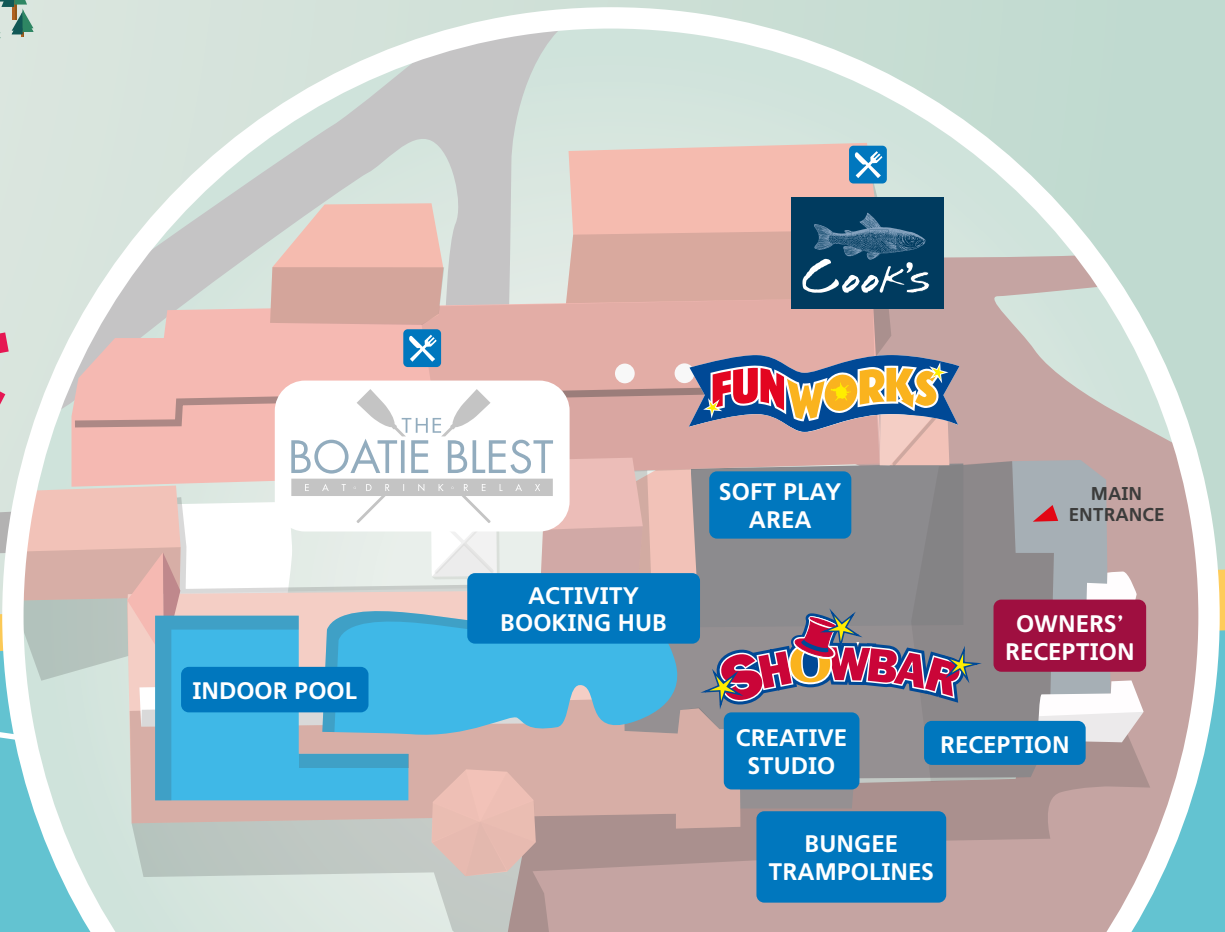 Cook's
FUNWORKS
THE
BOATIE BLEST
EAT·DRINK·RELAX
SOFT PLAY
AREA
MAIN
ENTRANCE
ACTIVITY
BOOKING HUB
OWNERS'
RECEPTION
SHOWBAR
INDOOR POOL
CREATIVE
STUDIO
RECEPTION
BUNGEE
TRAMPOLINES